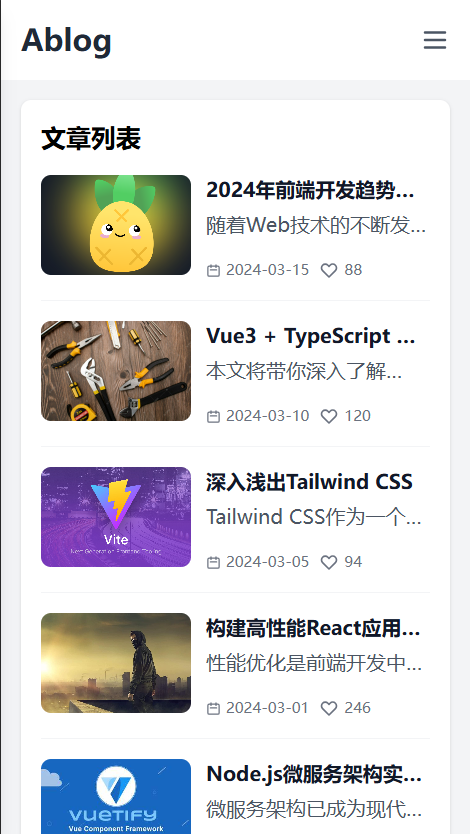 Ablog
文章列表
2024年前端开发趋势...
随着Web技术的不断发...
2024-03-15 88
Vue3 + TypeScript ...
本文将带你深入了解...
2024-03-10 120
Vite
Next Generation Frontend Tooling
深入浅出Tailwind CSS
Tailwind CSS作为一个...
2024-03-05 94
构建高性能React应用...
性能优化是前端开发中...
2024-03-01 246
VUETIFY
Vue Component Framework
Node.js微服务架构实...
微服务架构已成为现代...